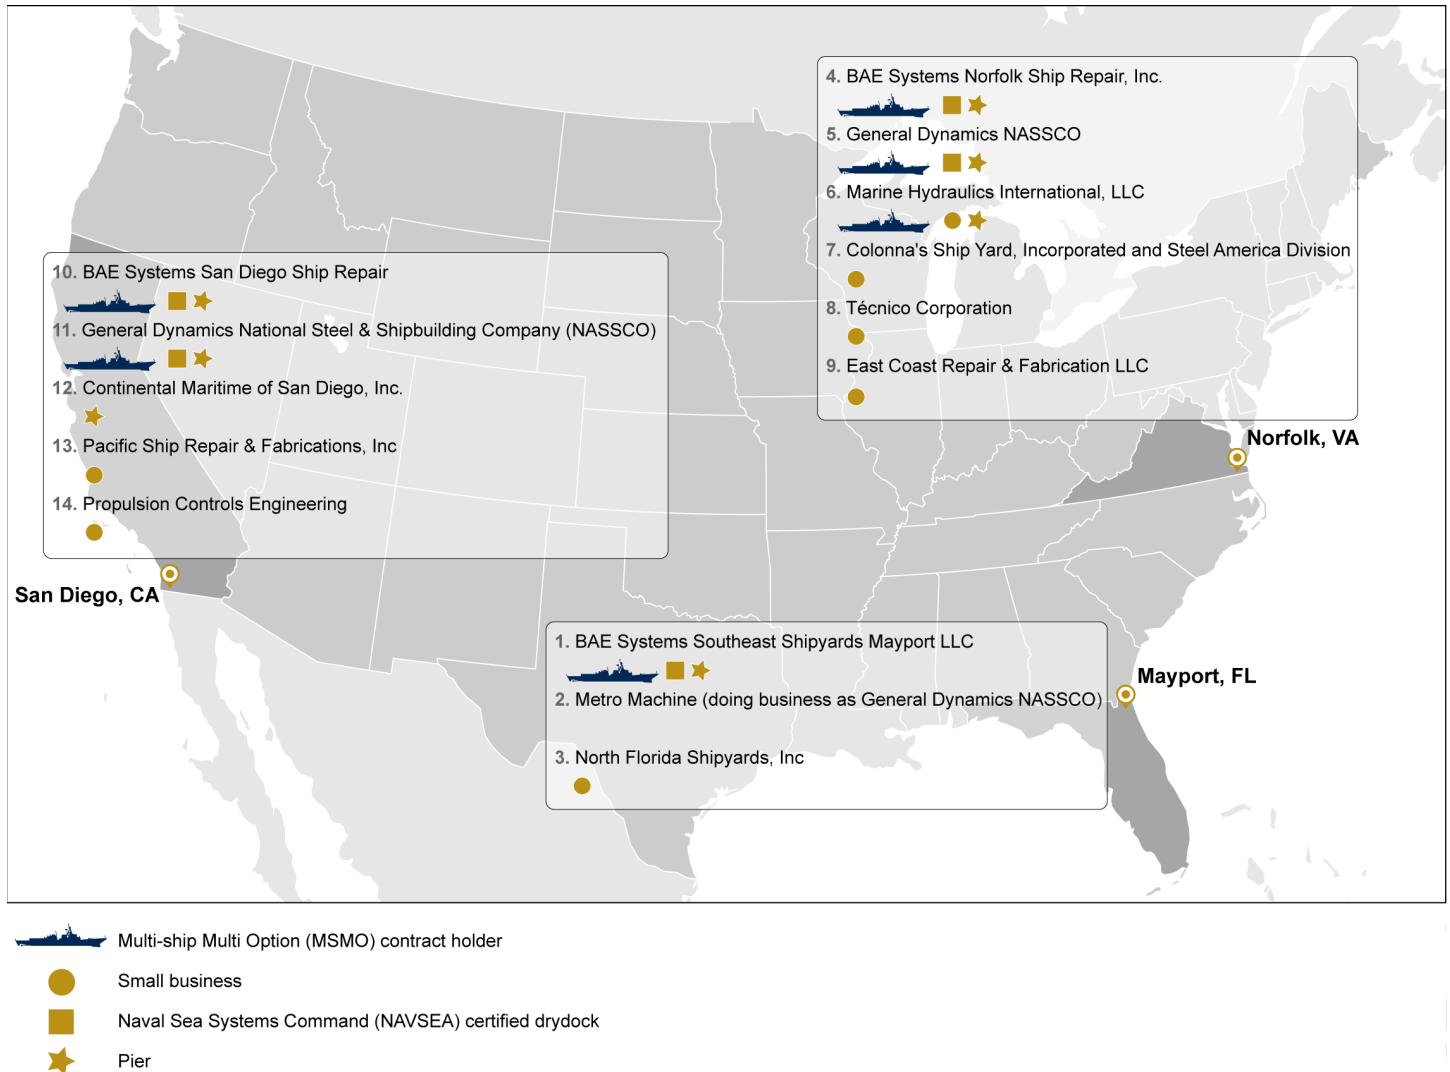 4. BAE Systems Norfolk Ship Repair, Inc.
5. General Dynamics NASSCO
6. Marine Hydraulics International, LLC
7. Colonna's Ship Yard, Incorporated and Steel America Division
8. Técnico Corporation
9. East Coast Repair & Fabrication LLC
Norfolk, VA
10. BAE Systems San Diego Ship Repair
11. General Dynamics National Steel & Shipbuilding Company (NASSCO)
12. Continental Maritime of San Diego, Inc.
13. Pacific Ship Repair & Fabrications, Inc
14. Propulsion Controls Engineering
San Diego, CA
1. BAE Systems Southeast Shipyards Mayport LLC
2. Metro Machine (doing business as General Dynamics NASSCO)
3. North Florida Shipyards, Inc
Mayport, FL
Multi-ship Multi Option (MSMO) contract holder
Small business
Naval Sea Systems Command (NAVSEA) certified drydock
Pier